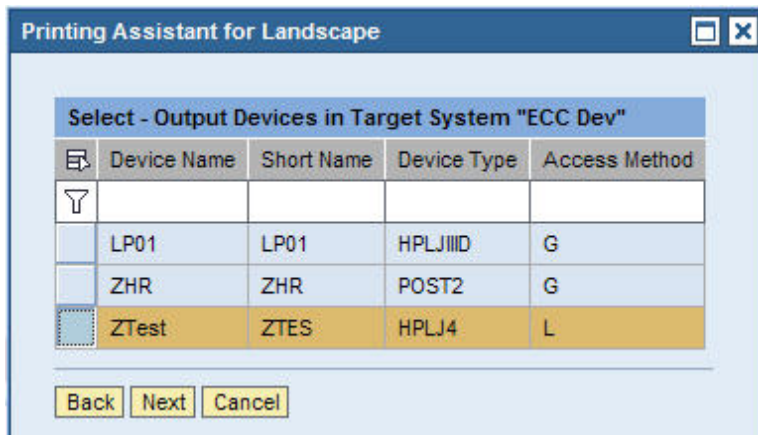 Printing Assistant for Landscape
Select - Output Devices in Target System "ECC Dev"
Device Name Short Name Device Type Access Method
LP01 LP01 HPLJIIID G
ZHR ZHR POST2 G
ZTest ZTES HPLJ4 L
Back Next Cancel